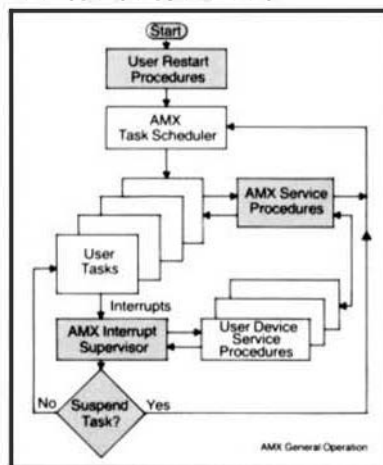 Start
User Restart
Procedures
AMX
Task Scheduler
AMX Service
Procedures
User
Tasks
Interrupts
AMX Interrupt
Supervisor
User Device
Service
Procedures
No
Suspend
Task?
Yes
AMX General Operation